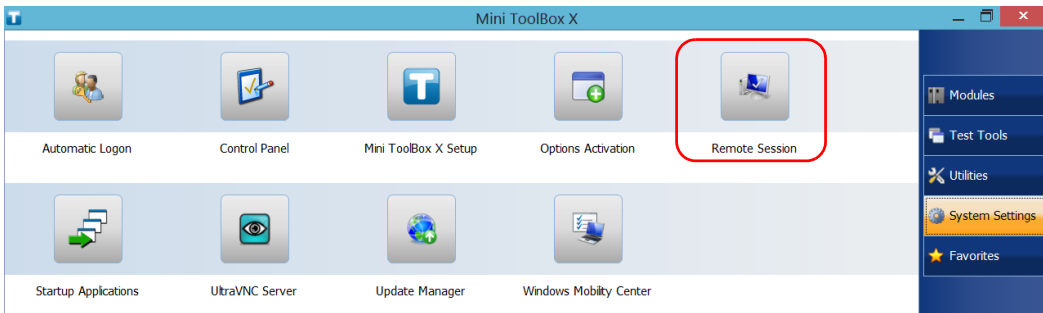 Mini ToolBox X
Automatic Logon
Control Panel
Mini ToolBox X Setup
Options Activation
Remote Session
Startup Applications
UltraVNC Server
Update Manager
Windows Mobility Center
Modules
Test Tools
Utilities
System Settings
Favorites